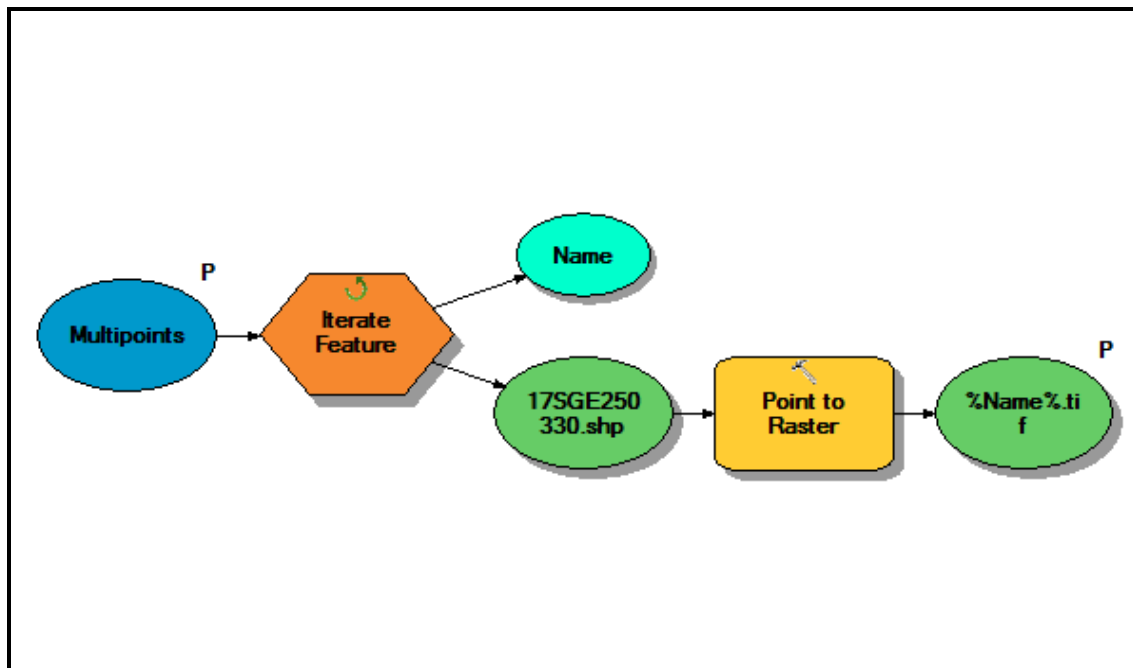 P
Multipoints
Iterate
Feature
Name
17SGE250
330.shp
Point to
Raster
P
%Name%.ti
f